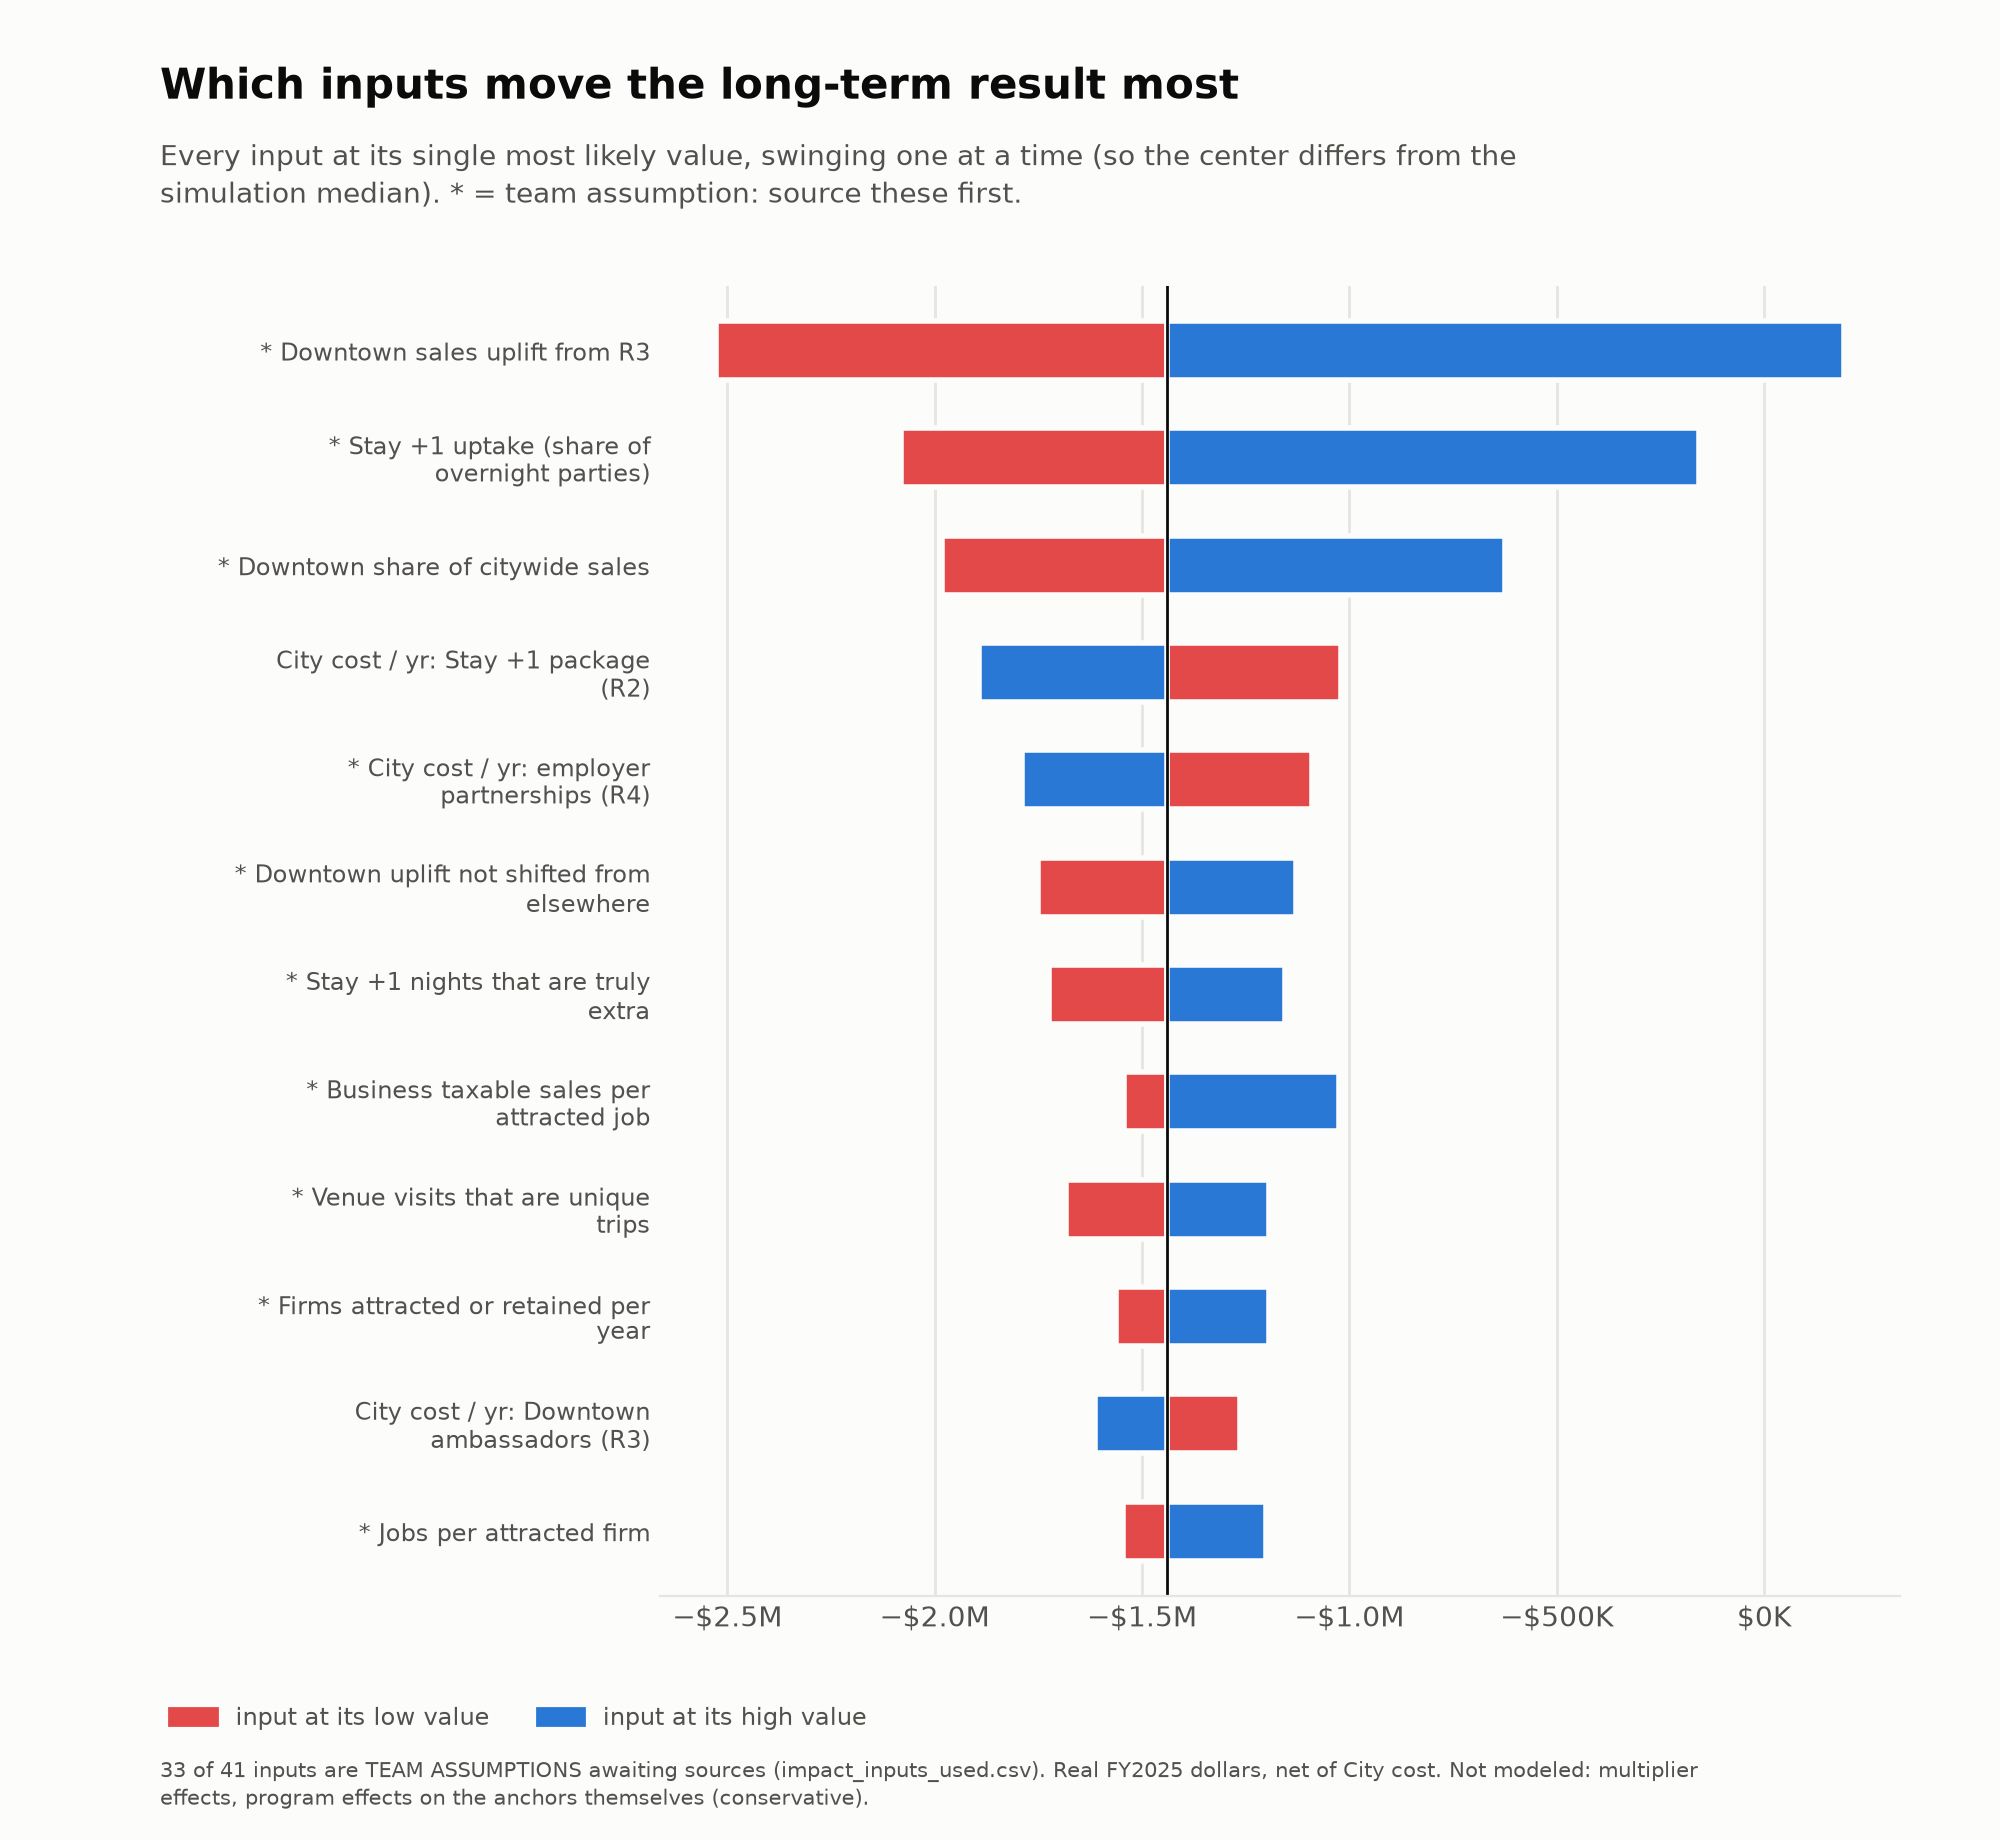 Which inputs move the long-term result most
Every input at its single most likely value, swinging one at a time (so the center differs from the
simulation median). * = team assumption: source these first.
* Downtown sales uplift from R3
* Stay +1 uptake (share of
overnight parties)
* Downtown share of citywide sales
City cost / yr: Stay +1 package
(R2)
* City cost / yr: employer
partnerships (R4)
* Downtown uplift not shifted from
elsewhere
* Stay +1 nights that are truly
extra
* Business taxable sales per
attracted job
* Venue visits that are unique
trips
* Firms attracted or retained per
year
City cost / yr: Downtown
ambassadors (R3)
* Jobs per attracted firm
−$2.5M −$2.0M −$1.5M −$1.0M −$500K $0K
input at its low value input at its high value
33 of 41 inputs are TEAM ASSUMPTIONS awaiting sources (impact_inputs_used.csv). Real FY2025 dollars, net of City cost. Not modeled: multiplier
effects, program effects on the anchors themselves (conservative).